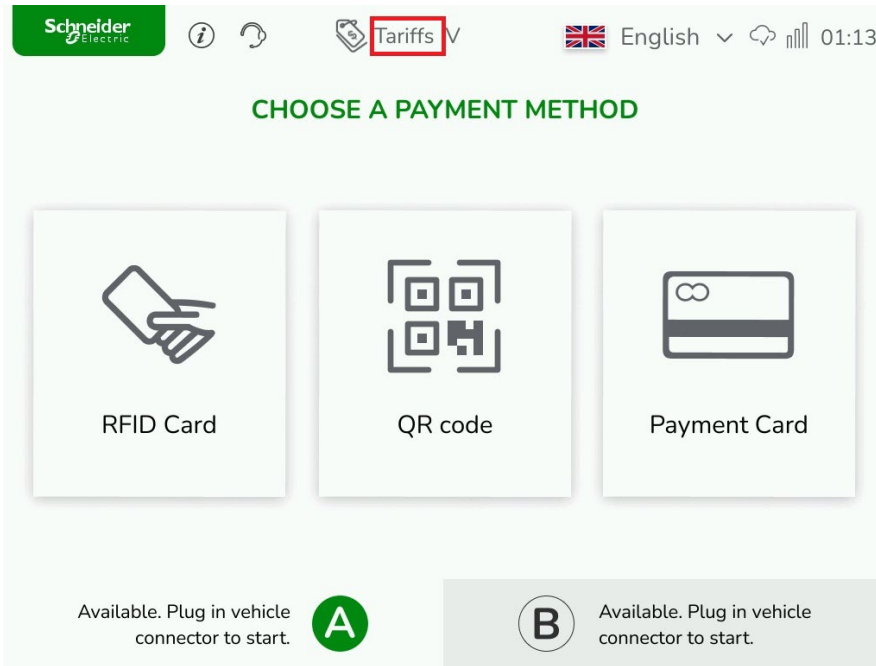 Schneider
Electric
i
Tariffs V
English
01:13
CHOOSE A PAYMENT METHOD
RFID Card
QR code
Payment Card
Available. Plug in vehicle
connector to start.
A
B
Available. Plug in vehicle
connector to start.